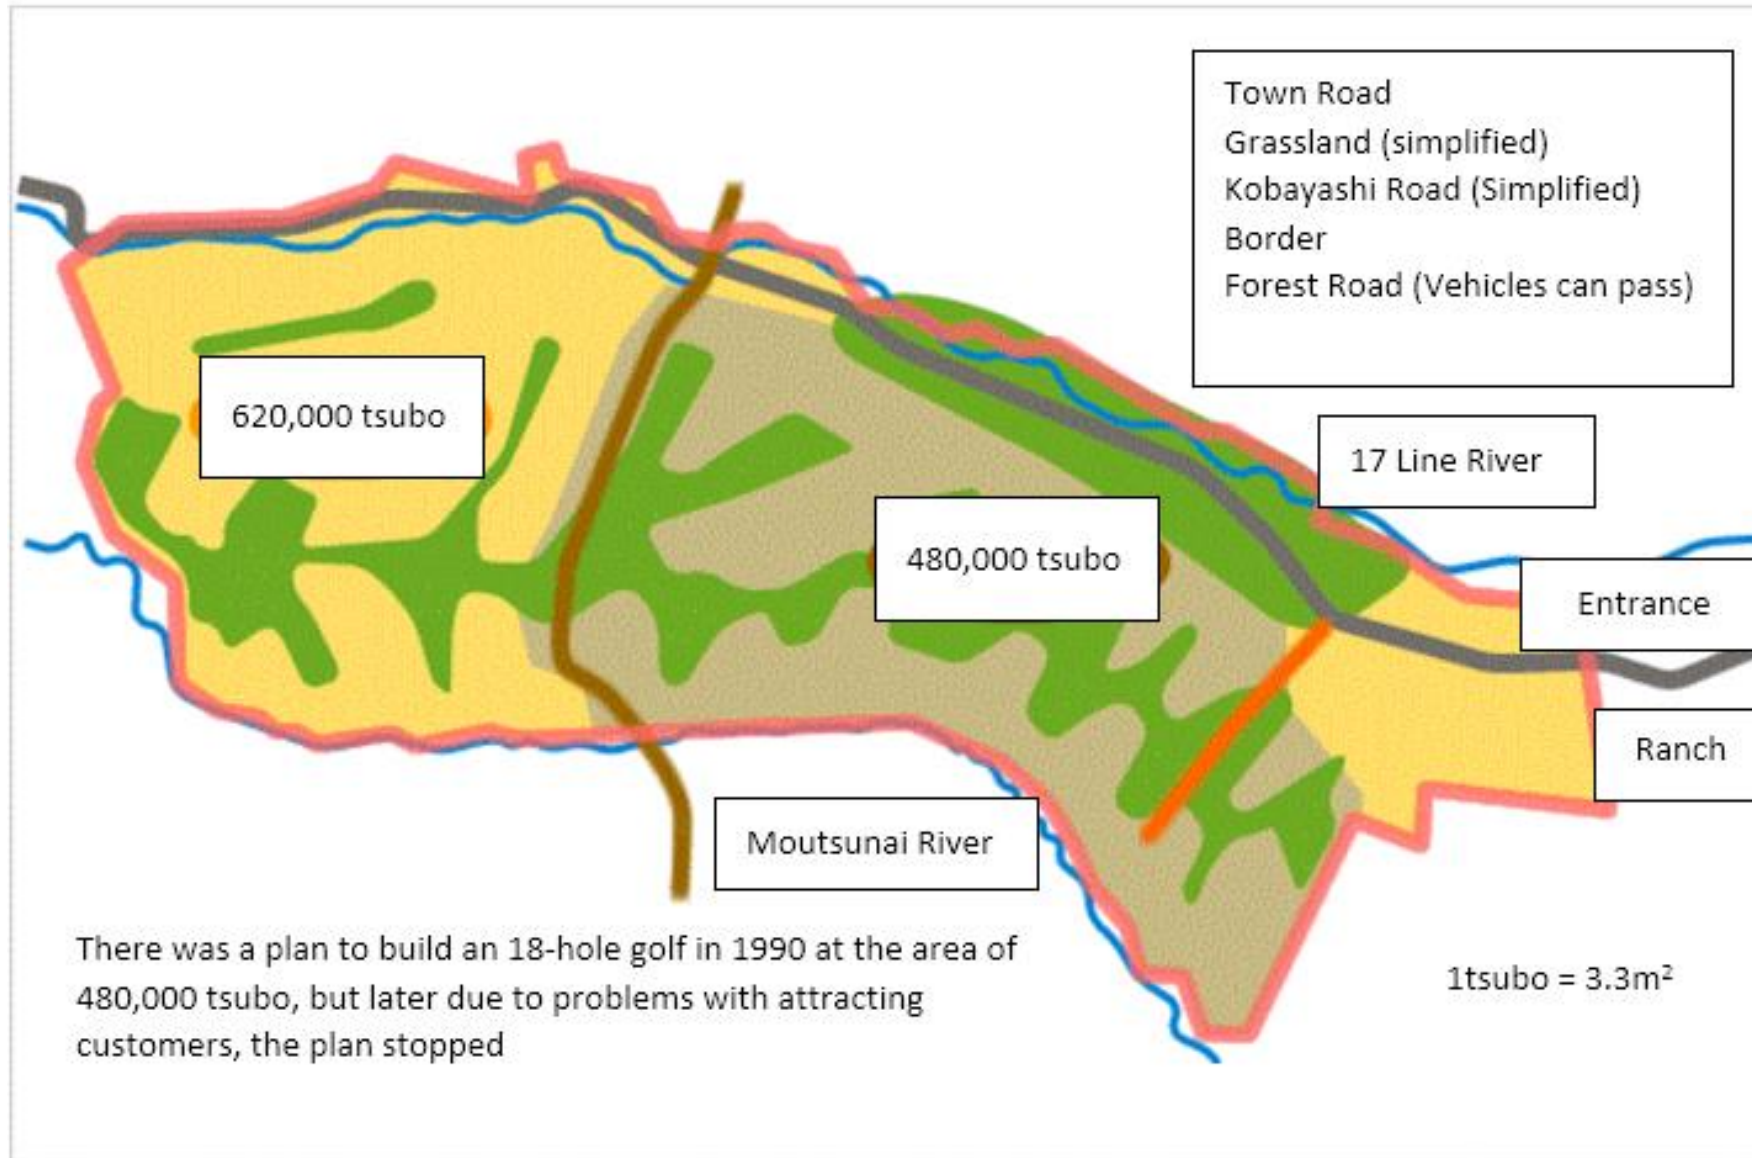 Town Road
Grassland (simplified)
Kobayashi Road (Simplified)
Border
Forest Road (Vehicles can pass)
620,000 tsubo
17 Line River
480,000 tsubo
Entrance
Ranch
Moutsunai River
There was a plan to build an 18-hole golf in 1990 at the area of
480,000 tsubo, but later due to problems with attracting
customers, the plan stopped
1tsubo = 3.3m²